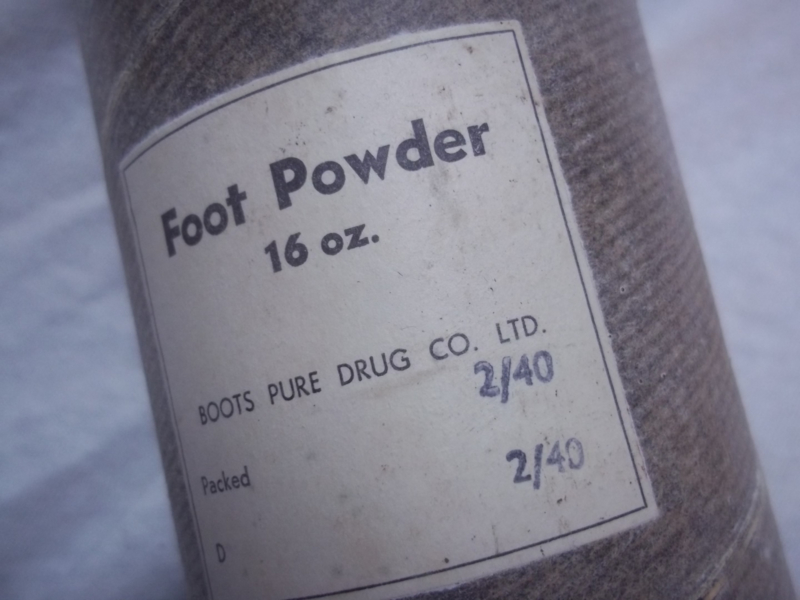 Foot Powder
16 oz.
BOOTS PURE DRUG CO. LTD.
2/40
Packed 2/40
D